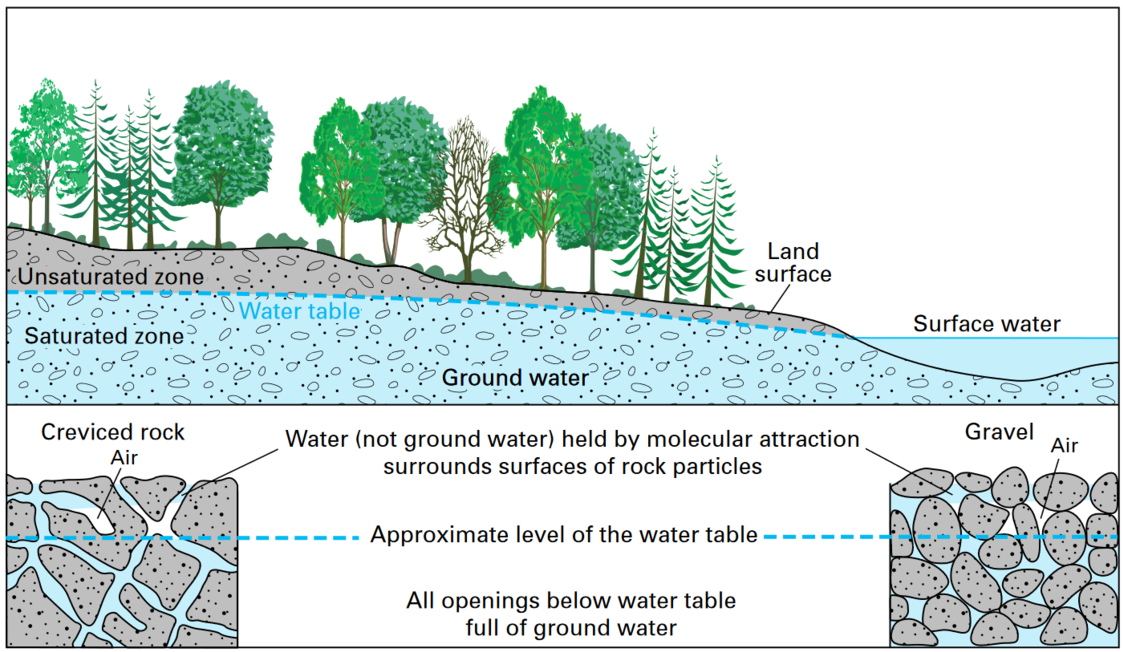 Land
surface
Unsaturated zone
Water table
Surface water
Saturated zone
Ground water
Creviced rock
Air
Water (not ground water) held by molecular attraction
surrounds surfaces of rock particles
Gravel
Air
Approximate level of the water table
All openings below water table
full of ground water